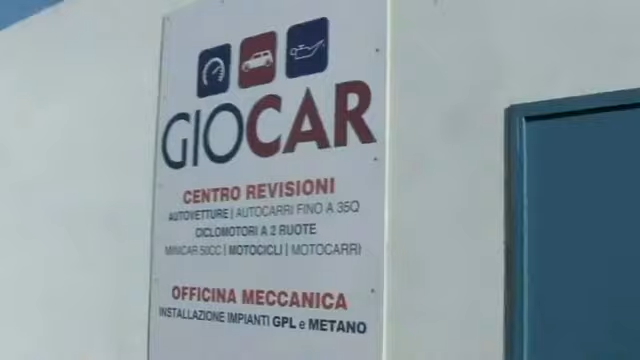 GIOCAR
CENTRO REVISIONI
AUTOVETTURE | AUTOCARRI FINO A 35Q
CICLOMOTORI A 2 RUOTE
MINICAR 50CC | MOTOCICLI | MOTOCARRI
OFFICINA MECCANICA
INSTALLAZIONE IMPIANTI GPL e METANO